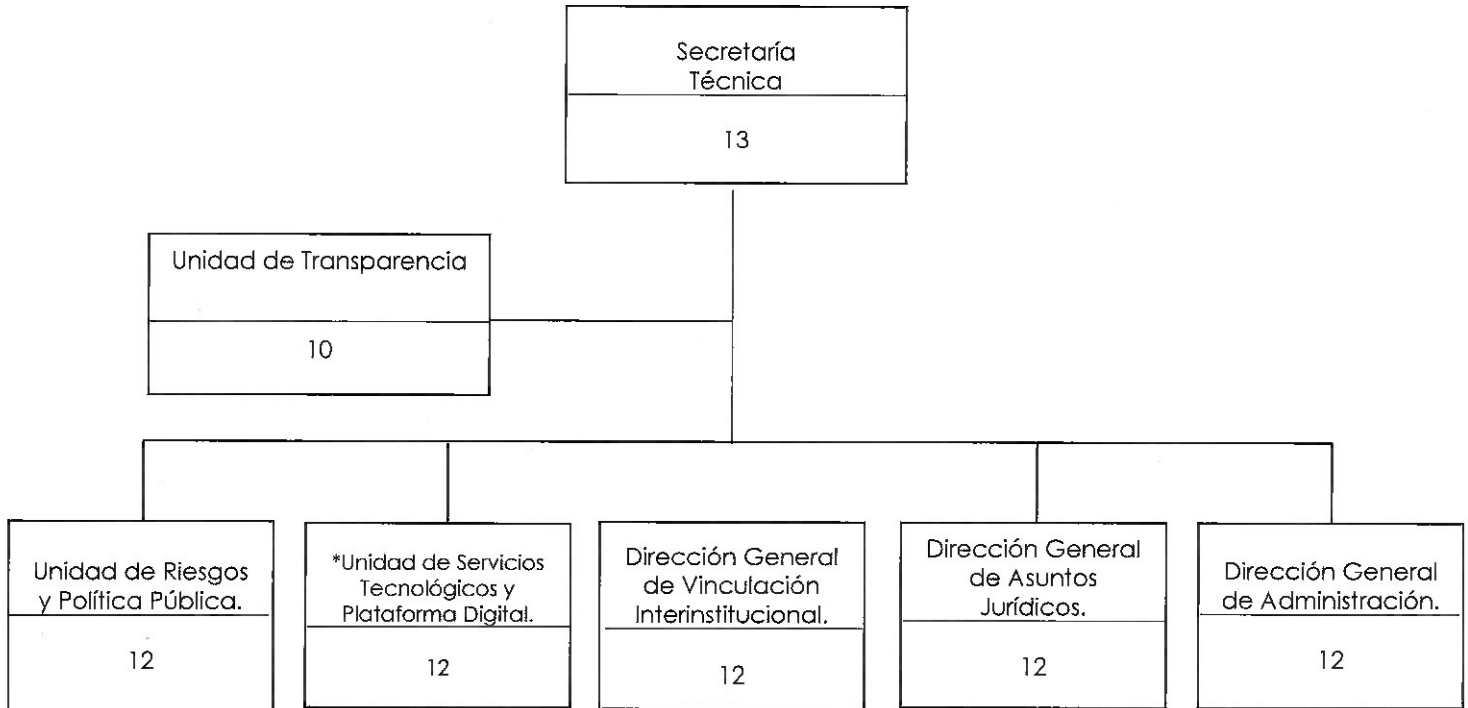 Secretaría
Técnica
13
Unidad de Transparencia
10
Unidad de Riesgos
y Política Pública.
12
*Unidad de Servicios
Tecnológicos y
Plataforma Digital.
12
Dirección General
de Vinculación
Interinstitucional.
12
Dirección General
de Asuntos
Jurídicos.
12
Dirección General
de Administración.
12